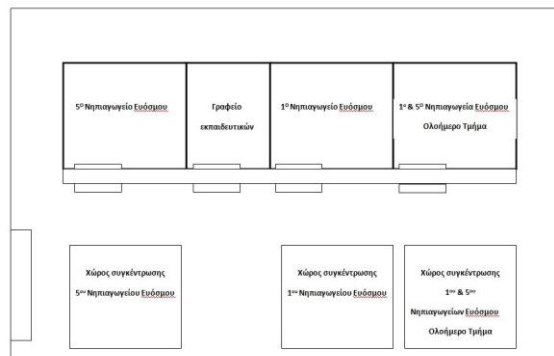 5ο Νηπιαγωγείο Ευόσμου
Γραφείο
εκπαιδευτικών
1ο Νηπιαγωγείο Ευόσμου
1ο & 5ο Νηπιαγωγεία Ευόσμου
Ολοήμερο Τμήμα
Χώρος συγκέντρωσης
5ου Νηπιαγωγείου Ευόσμου
Χώρος συγκέντρωσης
1ου Νηπιαγωγείου Ευόσμου
Χώρος συγκέντρωσης
1ου & 5ου
Νηπιαγωγείων Ευόσμου
Ολοήμερο Τμήμα